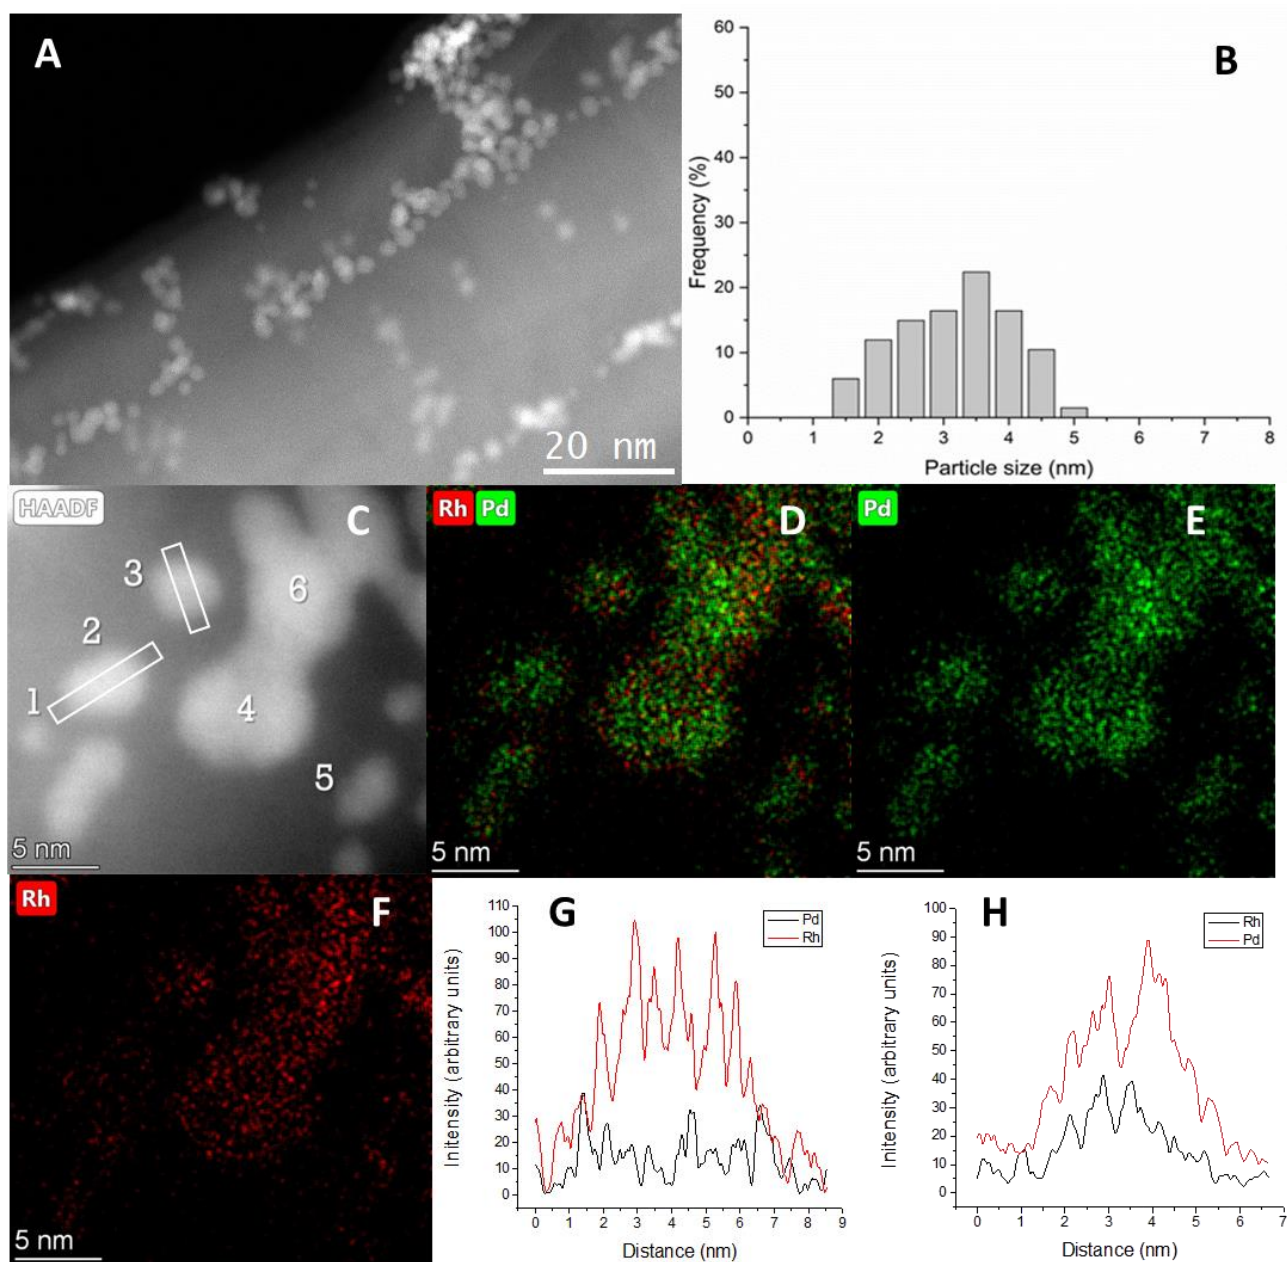 A
20 nm
B
60
50
40
30
20
10
0
0 1 2 3 4 5 6 7 8
Frequency (%)
Particle size (nm)
HAADF
C
3
6
2
1
4
5
5 nm
Rh Pd
D
5 nm
Pd
E
5 nm
Rh
F
5 nm
G
Pd
Rh
110
100
90
80
70
60
50
40
30
20
10
0
0 1 2 3 4 5 6 7 8 9
Initensity (arbitrary units)
Distance (nm)
H
Rh
Pd
100
90
80
70
60
50
40
30
20
10
0
0 1 2 3 4 5 6 7
Initensity (arbitrary units)
Distance (nm)